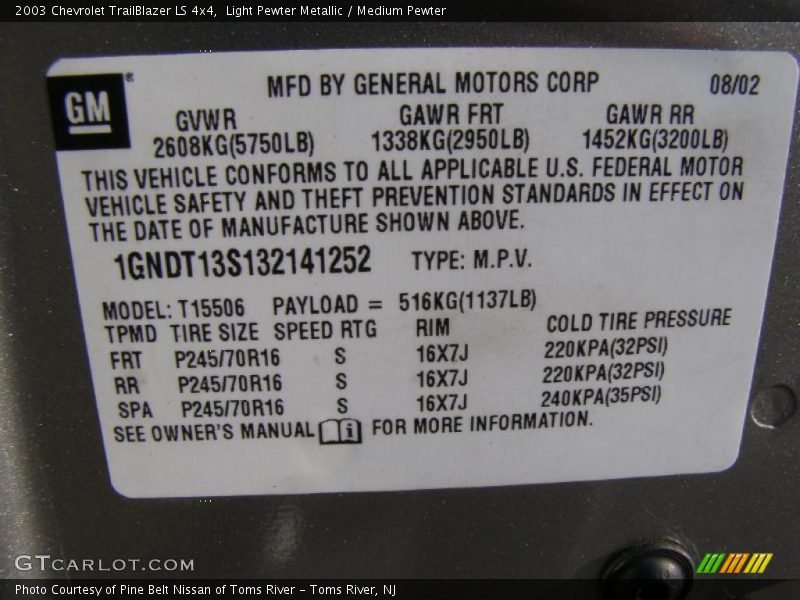 2003 Chevrolet TrailBlazer LS 4x4, Light Pewter Metallic / Medium Pewter
GM ®
MFD BY GENERAL MOTORS CORP 08/02
GVWR GAWR FRT GAWR RR
2608KG(5750LB) 1338KG(2950LB) 1452KG(3200LB)
THIS VEHICLE CONFORMS TO ALL APPLICABLE U.S. FEDERAL MOTOR
VEHICLE SAFETY AND THEFT PREVENTION STANDARDS IN EFFECT ON
THE DATE OF MANUFACTURE SHOWN ABOVE.
1GNDT13S132141252 TYPE: M.P.V.
MODEL: T15506 PAYLOAD = 516KG(1137LB)
TPMD TIRE SIZE SPEED RTG RIM COLD TIRE PRESSURE
FRT P245/70R16 S 16X7J 220KPA(32PSI)
RR P245/70R16 S 16X7J 220KPA(32PSI)
SPA P245/70R16 S 16X7J 240KPA(35PSI)
SEE OWNER'S MANUAL i FOR MORE INFORMATION.
GTCARLOT.COM
Photo Courtesy of Pine Belt Nissan of Toms River – Toms River, NJ